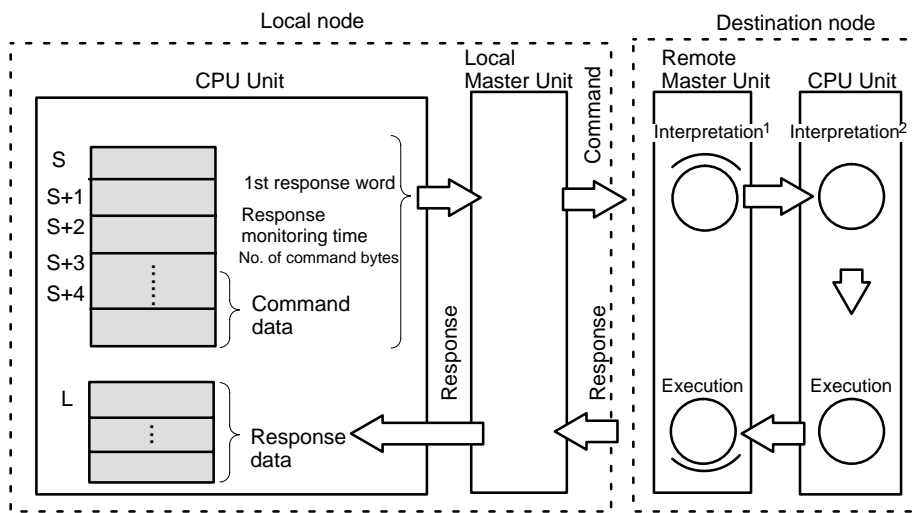 Local node
Destination node
CPU Unit
Local
Master Unit
Command
Remote
Master Unit
CPU Unit
Interpretation1
Interpretation2
S
S+1
S+2
S+3
S+4
1st response word
Response
monitoring time
No. of command bytes
Command
data
Response
Response
L
Response
data
Execution
Execution